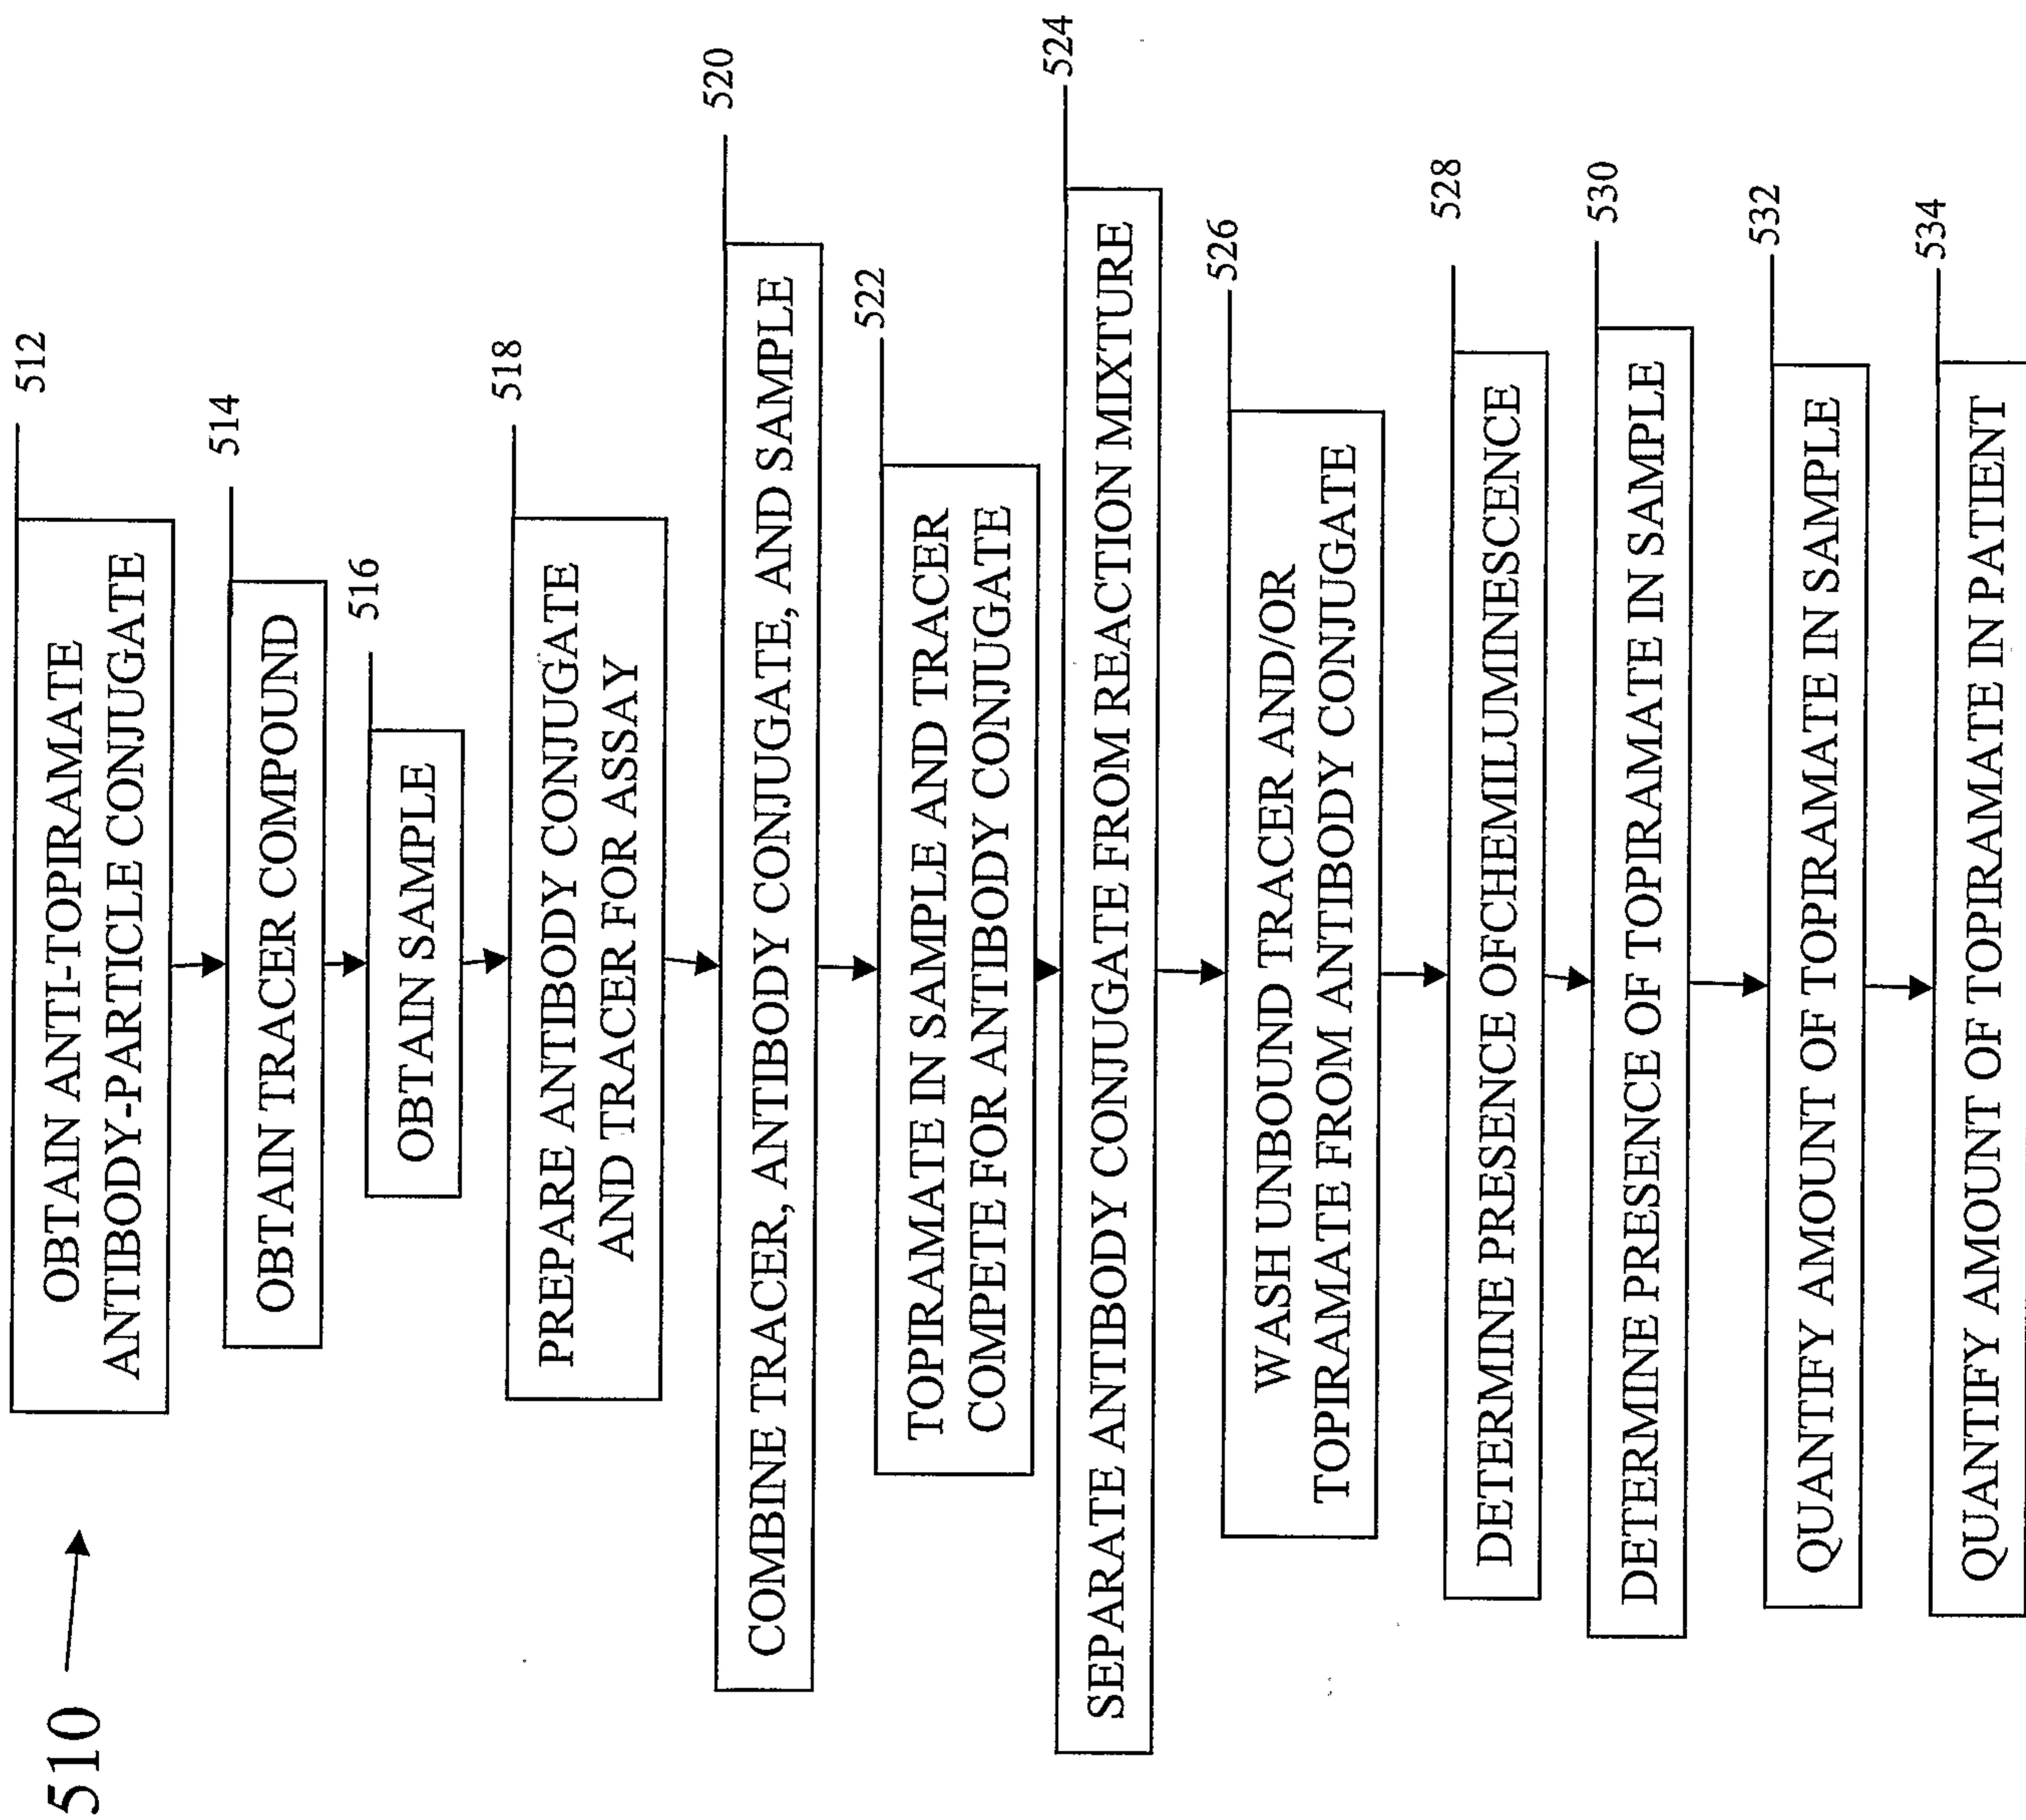 510
OBTAIN ANTI-TOPIRAMATE
ANTIBODY-PARTICLE CONJUGATE
512
OBTAIN TRACER COMPOUND
514
OBTAIN SAMPLE
516
PREPARE ANTIBODY CONJUGATE
AND TRACER FOR ASSAY
518
COMBINE TRACER, ANTIBODY CONJUGATE, AND SAMPLE
520
TOPIRAMATE IN SAMPLE AND TRACER
COMPETE FOR ANTIBODY CONJUGATE
522
SEPARATE ANTIBODY CONJUGATE FROM REACTION MIXTURE
524
WASH UNBOUND TRACER AND/OR
TOPIRAMATE FROM ANTIBODY CONJUGATE
526
DETERMINE PRESENCE OFCHEMILUMINESCENCE
528
DETERMINE PRESENCE OF TOPIRAMATE IN SAMPLE
530
QUANTIFY AMOUNT OF TOPIRAMATE IN SAMPLE
532
QUANTIFY AMOUNT OF TOPIRAMATE IN PATIENT
534